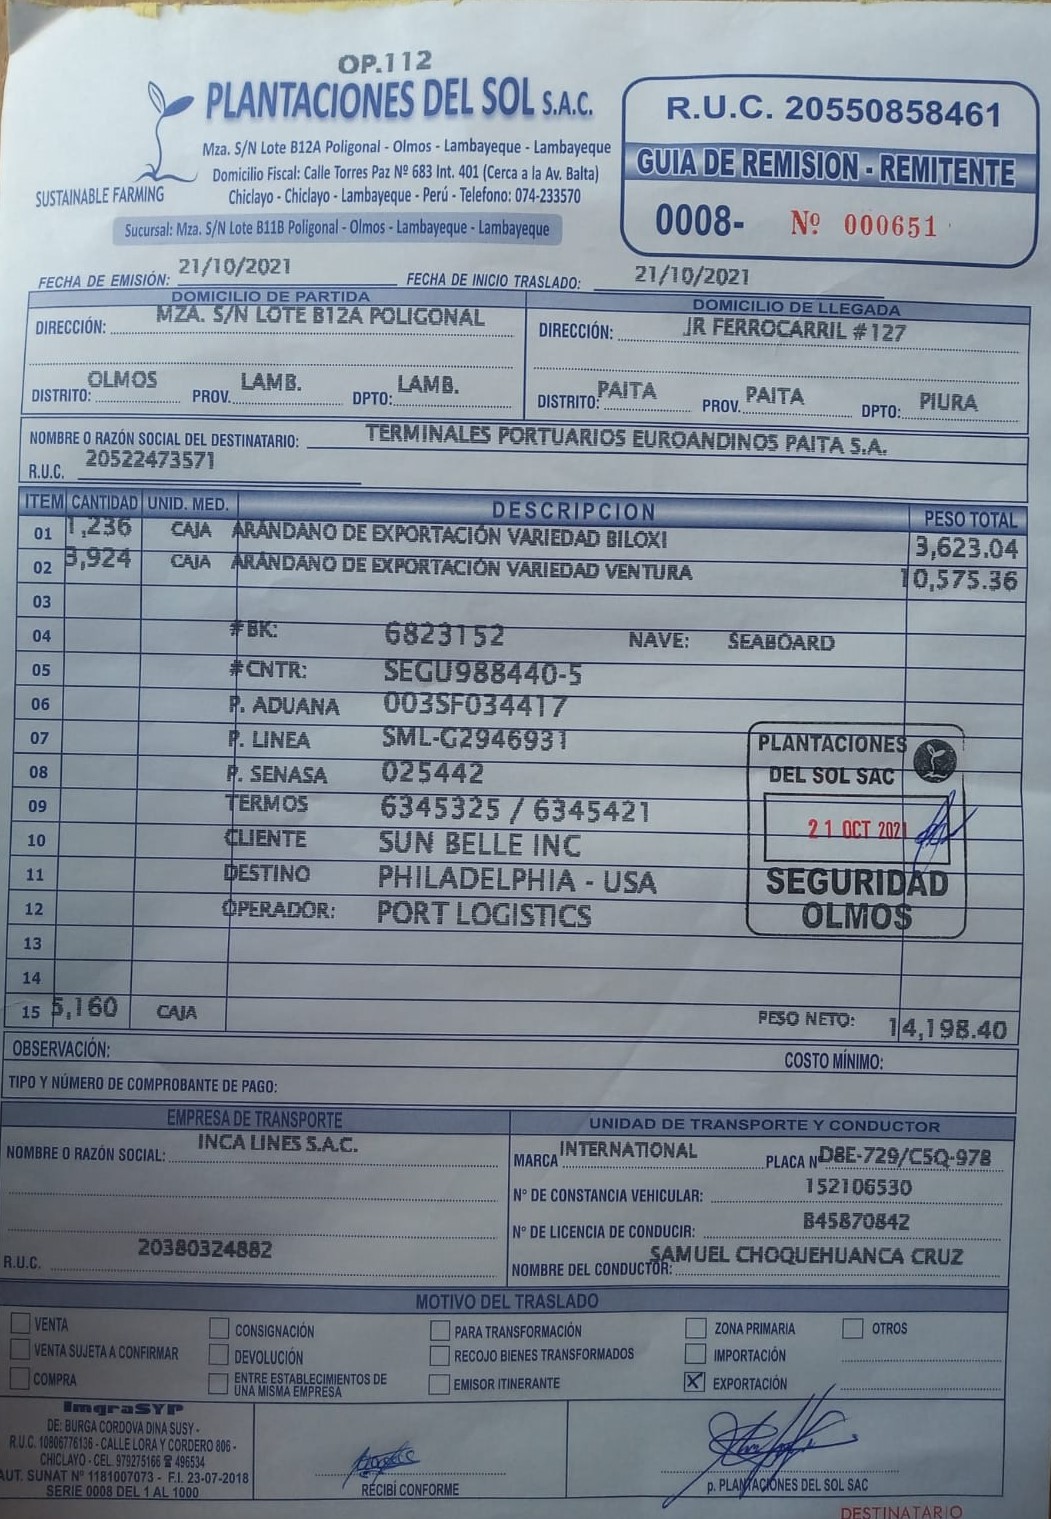 OP.112
PLANTACIONES DEL SOL S.A.C.
Mza. S/N Lote B12A Poligonal - Olmos - Lambayeque - Lambayeque
Domicilio Fiscal: Calle Torres Paz Nº 683 Int. 401 (Cerca a la Av. Balta)
Chiclayo - Chiclayo - Lambayeque - Perú - Telefono: 074-233570
SUSTAINABLE FARMING
Sucursal: Mza. S/N Lote B11B Poligonal - Olmos - Lambayeque - Lambayeque
R.U.C. 20550858461
GUIA DE REMISION - REMITENTE
0008- Nº 000651
FECHA DE EMISIÓN: 21/10/2021 FECHA DE INICIO TRASLADO: 21/10/2021
DOMICILIO DE PARTIDA
DIRECCIÓN: MZA. S/N LOTE B12A POLIGONAL
DISTRITO: OLMOS PROV. LAMB. DPTO: LAMB.
DOMICILIO DE LLEGADA
DIRECCIÓN: JR FERROCARRIL #127
DISTRITO: PAITA PROV. PAITA DPTO: PIURA
NOMBRE O RAZÓN SOCIAL DEL DESTINATARIO: TERMINALES PORTUARIOS EUROANDINOS PAITA S.A.
R.U.C. 20522473571
ITEM CANTIDAD UNID. MED. DESCRIPCION PESO TOTAL
01 1,236 CAJA ARANDANO DE EXPORTACIÓN VARIEDAD BILOXI 3,623.04
02 3,924 CAJA ARANDANO DE EXPORTACIÓN VARIEDAD VENTURA 10,575.36
03
04 #BK: 6823152 NAVE: SEABOARD
05 #CNTR: SEGU988440-5
06 P. ADUANA 003SF034417
07 P. LINEA SML-G2946931
08 P. SENASA 025442
09 TERMOS 6345325 / 6345421
10 CLIENTE SUN BELLE INC
11 DESTINO PHILADELPHIA - USA
12 OPERADOR: PORT LOGISTICS
13
14
15 5,160 CAJA PESO NETO: 14,198.40
PLANTACIONES
DEL SOL SAC
21 OCT 2021
SEGURIDAD
OLMOS
OBSERVACIÓN: COSTO MÍNIMO:
TIPO Y NÚMERO DE COMPROBANTE DE PAGO:
EMPRESA DE TRANSPORTE
NOMBRE O RAZÓN SOCIAL: INCA LINES S.A.C.
R.U.C. 20380324882
UNIDAD DE TRANSPORTE Y CONDUCTOR
MARCA INTERNATIONAL PLACA Nº D8E-729/C5Q-978
Nº DE CONSTANCIA VEHICULAR: 152106530
Nº DE LICENCIA DE CONDUCIR: B45870842
NOMBRE DEL CONDUCTOR: SAMUEL CHOQUEHUANCA CRUZ
MOTIVO DEL TRASLADO
VENTA CONSIGNACIÓN PARA TRANSFORMACIÓN ZONA PRIMARIA OTROS
VENTA SUJETA A CONFIRMAR DEVOLUCIÓN RECOJO BIENES TRANSFORMADOS IMPORTACIÓN
COMPRA ENTRE ESTABLECIMIENTOS DE UNA MISMA EMPRESA EMISOR ITINERANTE X EXPORTACIÓN
ImgraSYP
DE: BURGA CORDOVA DINA SUSY -
R.U.C. 10806776136 - CALLE LORA Y CORDERO 806 -
CHICLAYO - CEL. 979275166 ☎ 496534
AUT. SUNAT Nº 1181007073 - F.I. 23-07-2018
SERIE 0008 DEL 1 AL 1000
RECIBÍ CONFORME
p. PLANTACIONES DEL SOL SAC
DESTINATARIO